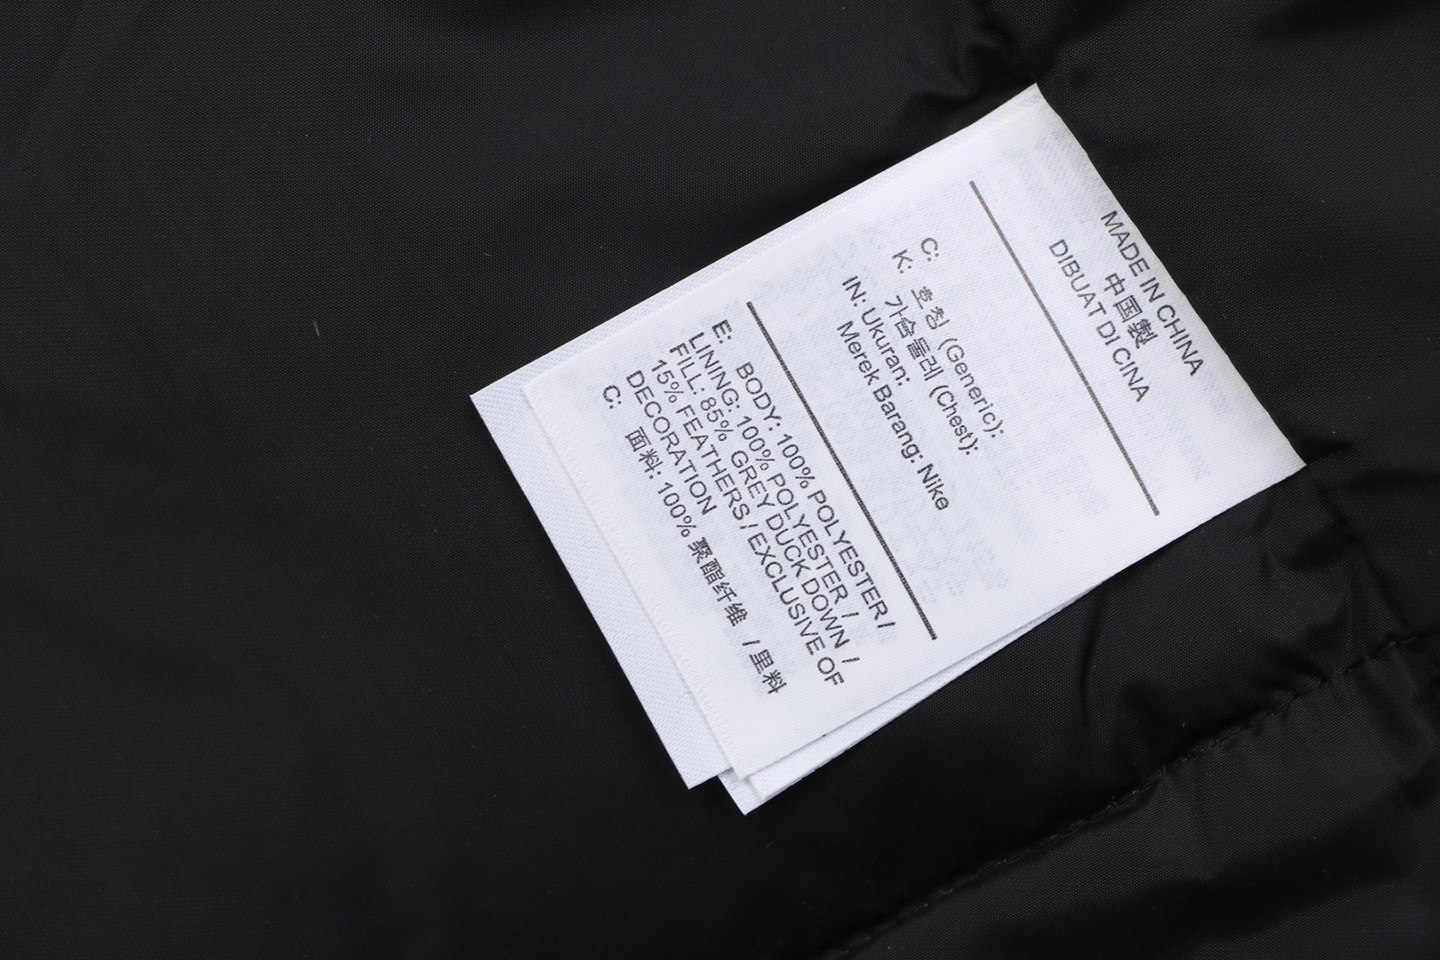 MADE IN CHINA
中国製
DIBUAT DI CINA
C:
K: 호칭 (Generic):
가슴둘레 (Chest):
IN: Ukuran:
Merek Barang: Nike
E: BODY: 100% POLYESTER /
LINING: 100% POLYESTER /
FILL: 85% GREY DUCK DOWN /
15% FEATHERS / EXCLUSIVE OF
DECORATION
C: 面料: 100% 聚酯纤维 / 里料